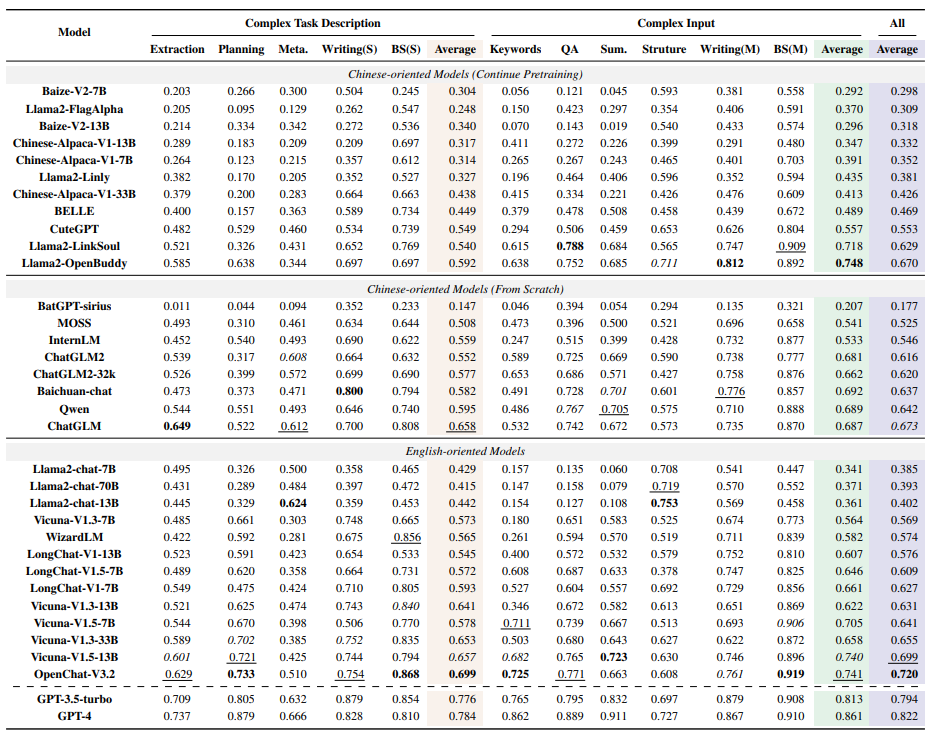 Model Complex Task Description Complex Input All
Extraction Planning Meta. Writing(S) BS(S) Average Keywords QA Sum. Struture Writing(M) BS(M) Average Average
Chinese-oriented Models (Continue Pretraining)
Baize-V2-7B 0.203 0.266 0.300 0.504 0.245 0.304 0.056 0.121 0.045 0.593 0.381 0.558 0.292 0.298
Llama2-FlagAlpha 0.205 0.095 0.129 0.262 0.547 0.248 0.150 0.423 0.297 0.354 0.406 0.591 0.370 0.309
Baize-V2-13B 0.214 0.334 0.342 0.272 0.536 0.340 0.070 0.143 0.019 0.540 0.433 0.574 0.296 0.318
Chinese-Alpaca-V1-13B 0.289 0.183 0.209 0.209 0.697 0.317 0.411 0.272 0.226 0.399 0.291 0.480 0.347 0.332
Chinese-Alpaca-V1-7B 0.264 0.123 0.215 0.357 0.612 0.314 0.265 0.267 0.243 0.465 0.401 0.703 0.391 0.352
Llama2-Linly 0.382 0.170 0.205 0.352 0.527 0.327 0.196 0.464 0.406 0.596 0.352 0.594 0.435 0.381
Chinese-Alpaca-V1-33B 0.379 0.200 0.283 0.664 0.663 0.438 0.415 0.334 0.221 0.426 0.476 0.609 0.413 0.426
BELLE 0.400 0.157 0.363 0.589 0.734 0.449 0.379 0.478 0.508 0.458 0.439 0.672 0.489 0.469
CuteGPT 0.482 0.529 0.460 0.534 0.739 0.549 0.294 0.506 0.459 0.653 0.626 0.804 0.557 0.553
Llama2-LinkSoul 0.521 0.326 0.431 0.652 0.769 0.540 0.615 0.788 0.684 0.565 0.747 0.909 0.718 0.629
Llama2-OpenBuddy 0.585 0.638 0.344 0.697 0.697 0.592 0.638 0.752 0.685 0.711 0.812 0.892 0.748 0.670
Chinese-oriented Models (From Scratch)
BatGPT-sirius 0.011 0.044 0.094 0.352 0.233 0.147 0.046 0.394 0.054 0.294 0.135 0.321 0.207 0.177
MOSS 0.493 0.310 0.461 0.634 0.644 0.508 0.473 0.396 0.500 0.521 0.696 0.658 0.541 0.525
InternLM 0.452 0.540 0.493 0.690 0.622 0.559 0.247 0.515 0.399 0.428 0.732 0.877 0.533 0.546
ChatGLM2 0.539 0.317 0.608 0.664 0.632 0.552 0.589 0.725 0.669 0.590 0.738 0.777 0.681 0.616
ChatGLM2-32k 0.526 0.399 0.572 0.699 0.690 0.577 0.653 0.686 0.571 0.427 0.758 0.876 0.662 0.620
Baichuan-chat 0.473 0.373 0.471 0.800 0.794 0.582 0.491 0.728 0.701 0.601 0.776 0.857 0.692 0.637
Qwen 0.544 0.551 0.493 0.646 0.740 0.595 0.486 0.767 0.705 0.575 0.710 0.888 0.689 0.642
ChatGLM 0.649 0.522 0.612 0.700 0.808 0.658 0.532 0.742 0.672 0.573 0.735 0.870 0.687 0.673
English-oriented Models
Llama2-chat-7B 0.495 0.326 0.500 0.358 0.465 0.429 0.157 0.135 0.060 0.708 0.541 0.447 0.341 0.385
Llama2-chat-70B 0.431 0.289 0.484 0.397 0.472 0.415 0.147 0.158 0.079 0.719 0.570 0.552 0.371 0.393
Llama2-chat-13B 0.445 0.329 0.624 0.359 0.453 0.442 0.154 0.127 0.108 0.753 0.569 0.458 0.361 0.402
Vicuna-V1.3-7B 0.485 0.661 0.303 0.748 0.665 0.573 0.180 0.651 0.583 0.525 0.674 0.773 0.564 0.569
WizardLM 0.422 0.592 0.281 0.675 0.856 0.565 0.261 0.594 0.570 0.519 0.711 0.839 0.582 0.574
LongChat-V1-13B 0.523 0.591 0.423 0.654 0.533 0.545 0.400 0.572 0.532 0.579 0.752 0.810 0.607 0.576
LongChat-V1.5-7B 0.489 0.620 0.358 0.664 0.731 0.572 0.608 0.687 0.633 0.378 0.747 0.825 0.646 0.609
LongChat-V1-7B 0.549 0.475 0.424 0.710 0.805 0.593 0.527 0.604 0.557 0.692 0.729 0.856 0.661 0.627
Vicuna-V1.3-13B 0.521 0.625 0.474 0.743 0.840 0.641 0.346 0.672 0.582 0.613 0.651 0.869 0.622 0.631
Vicuna-V1.5-7B 0.544 0.670 0.398 0.506 0.770 0.578 0.711 0.739 0.667 0.513 0.693 0.906 0.705 0.641
Vicuna-V1.3-33B 0.589 0.702 0.385 0.752 0.835 0.653 0.503 0.680 0.643 0.627 0.622 0.872 0.658 0.655
Vicuna-V1.5-13B 0.601 0.721 0.425 0.744 0.794 0.657 0.682 0.765 0.723 0.630 0.746 0.896 0.740 0.699
OpenChat-V3.2 0.629 0.733 0.510 0.754 0.868 0.699 0.725 0.771 0.663 0.608 0.761 0.919 0.741 0.720
GPT-3.5-turbo 0.709 0.805 0.632 0.879 0.854 0.776 0.765 0.795 0.832 0.697 0.879 0.908 0.813 0.794
GPT-4 0.737 0.879 0.666 0.828 0.810 0.784 0.862 0.889 0.911 0.727 0.867 0.910 0.861 0.822